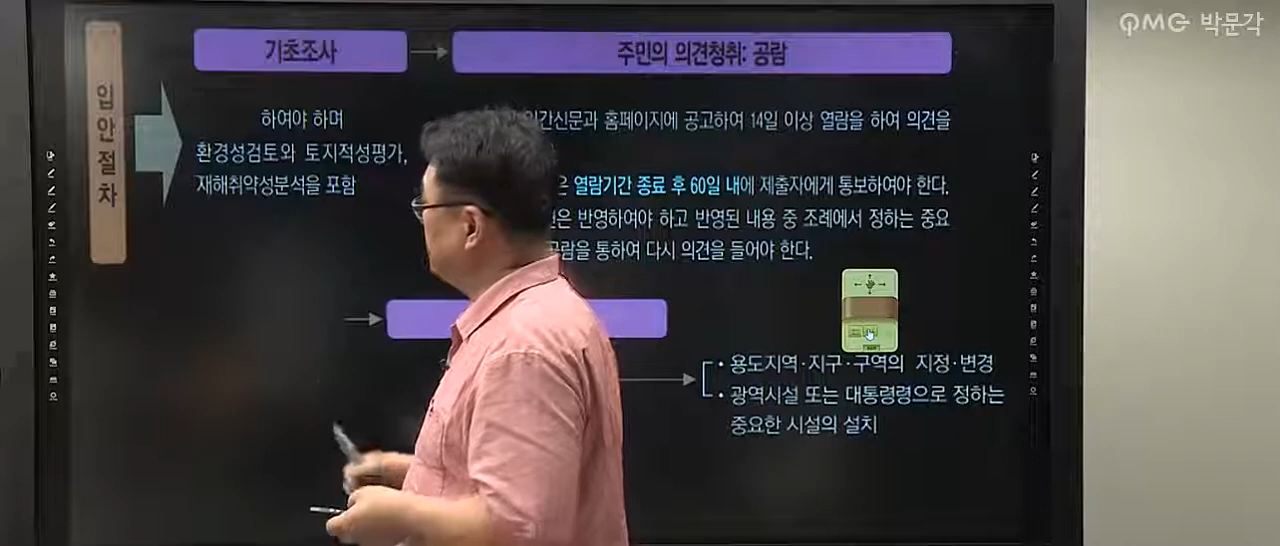 박문각
입안절차
기초조사
주민의 의견청취: 공람
하여야 하며
환경성검토와 토지적성평가,
재해취약성분석을 포함
일간신문과 홈페이지에 공고하여 14일 이상 열람을 하여 의견을
은 열람기간 종료 후 60일 내에 제출자에게 통보하여야 한다.
반영하여야 하고 반영된 내용 중 조례에서 정하는 중요
공람을 통하여 다시 의견을 들어야 한다.
· 용도지역·지구·구역의 지정·변경
· 광역시설 또는 대통령령으로 정하는
중요한 시설의 설치